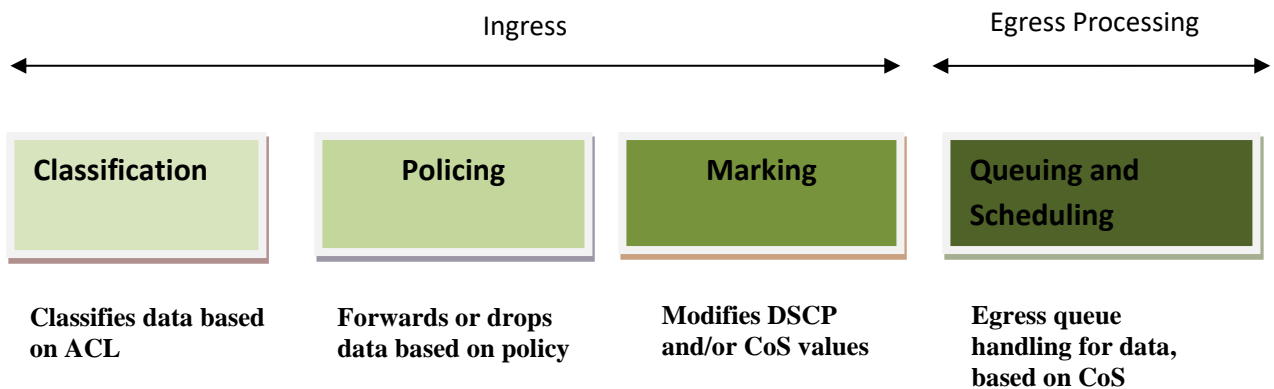 Ingress
Egress Processing
Classification
Policing
Marking
Queuing and
Scheduling
Classifies data based
on ACL
Forwards or drops
data based on policy
Modifies DSCP
and/or CoS values
Egress queue
handling for data,
based on CoS